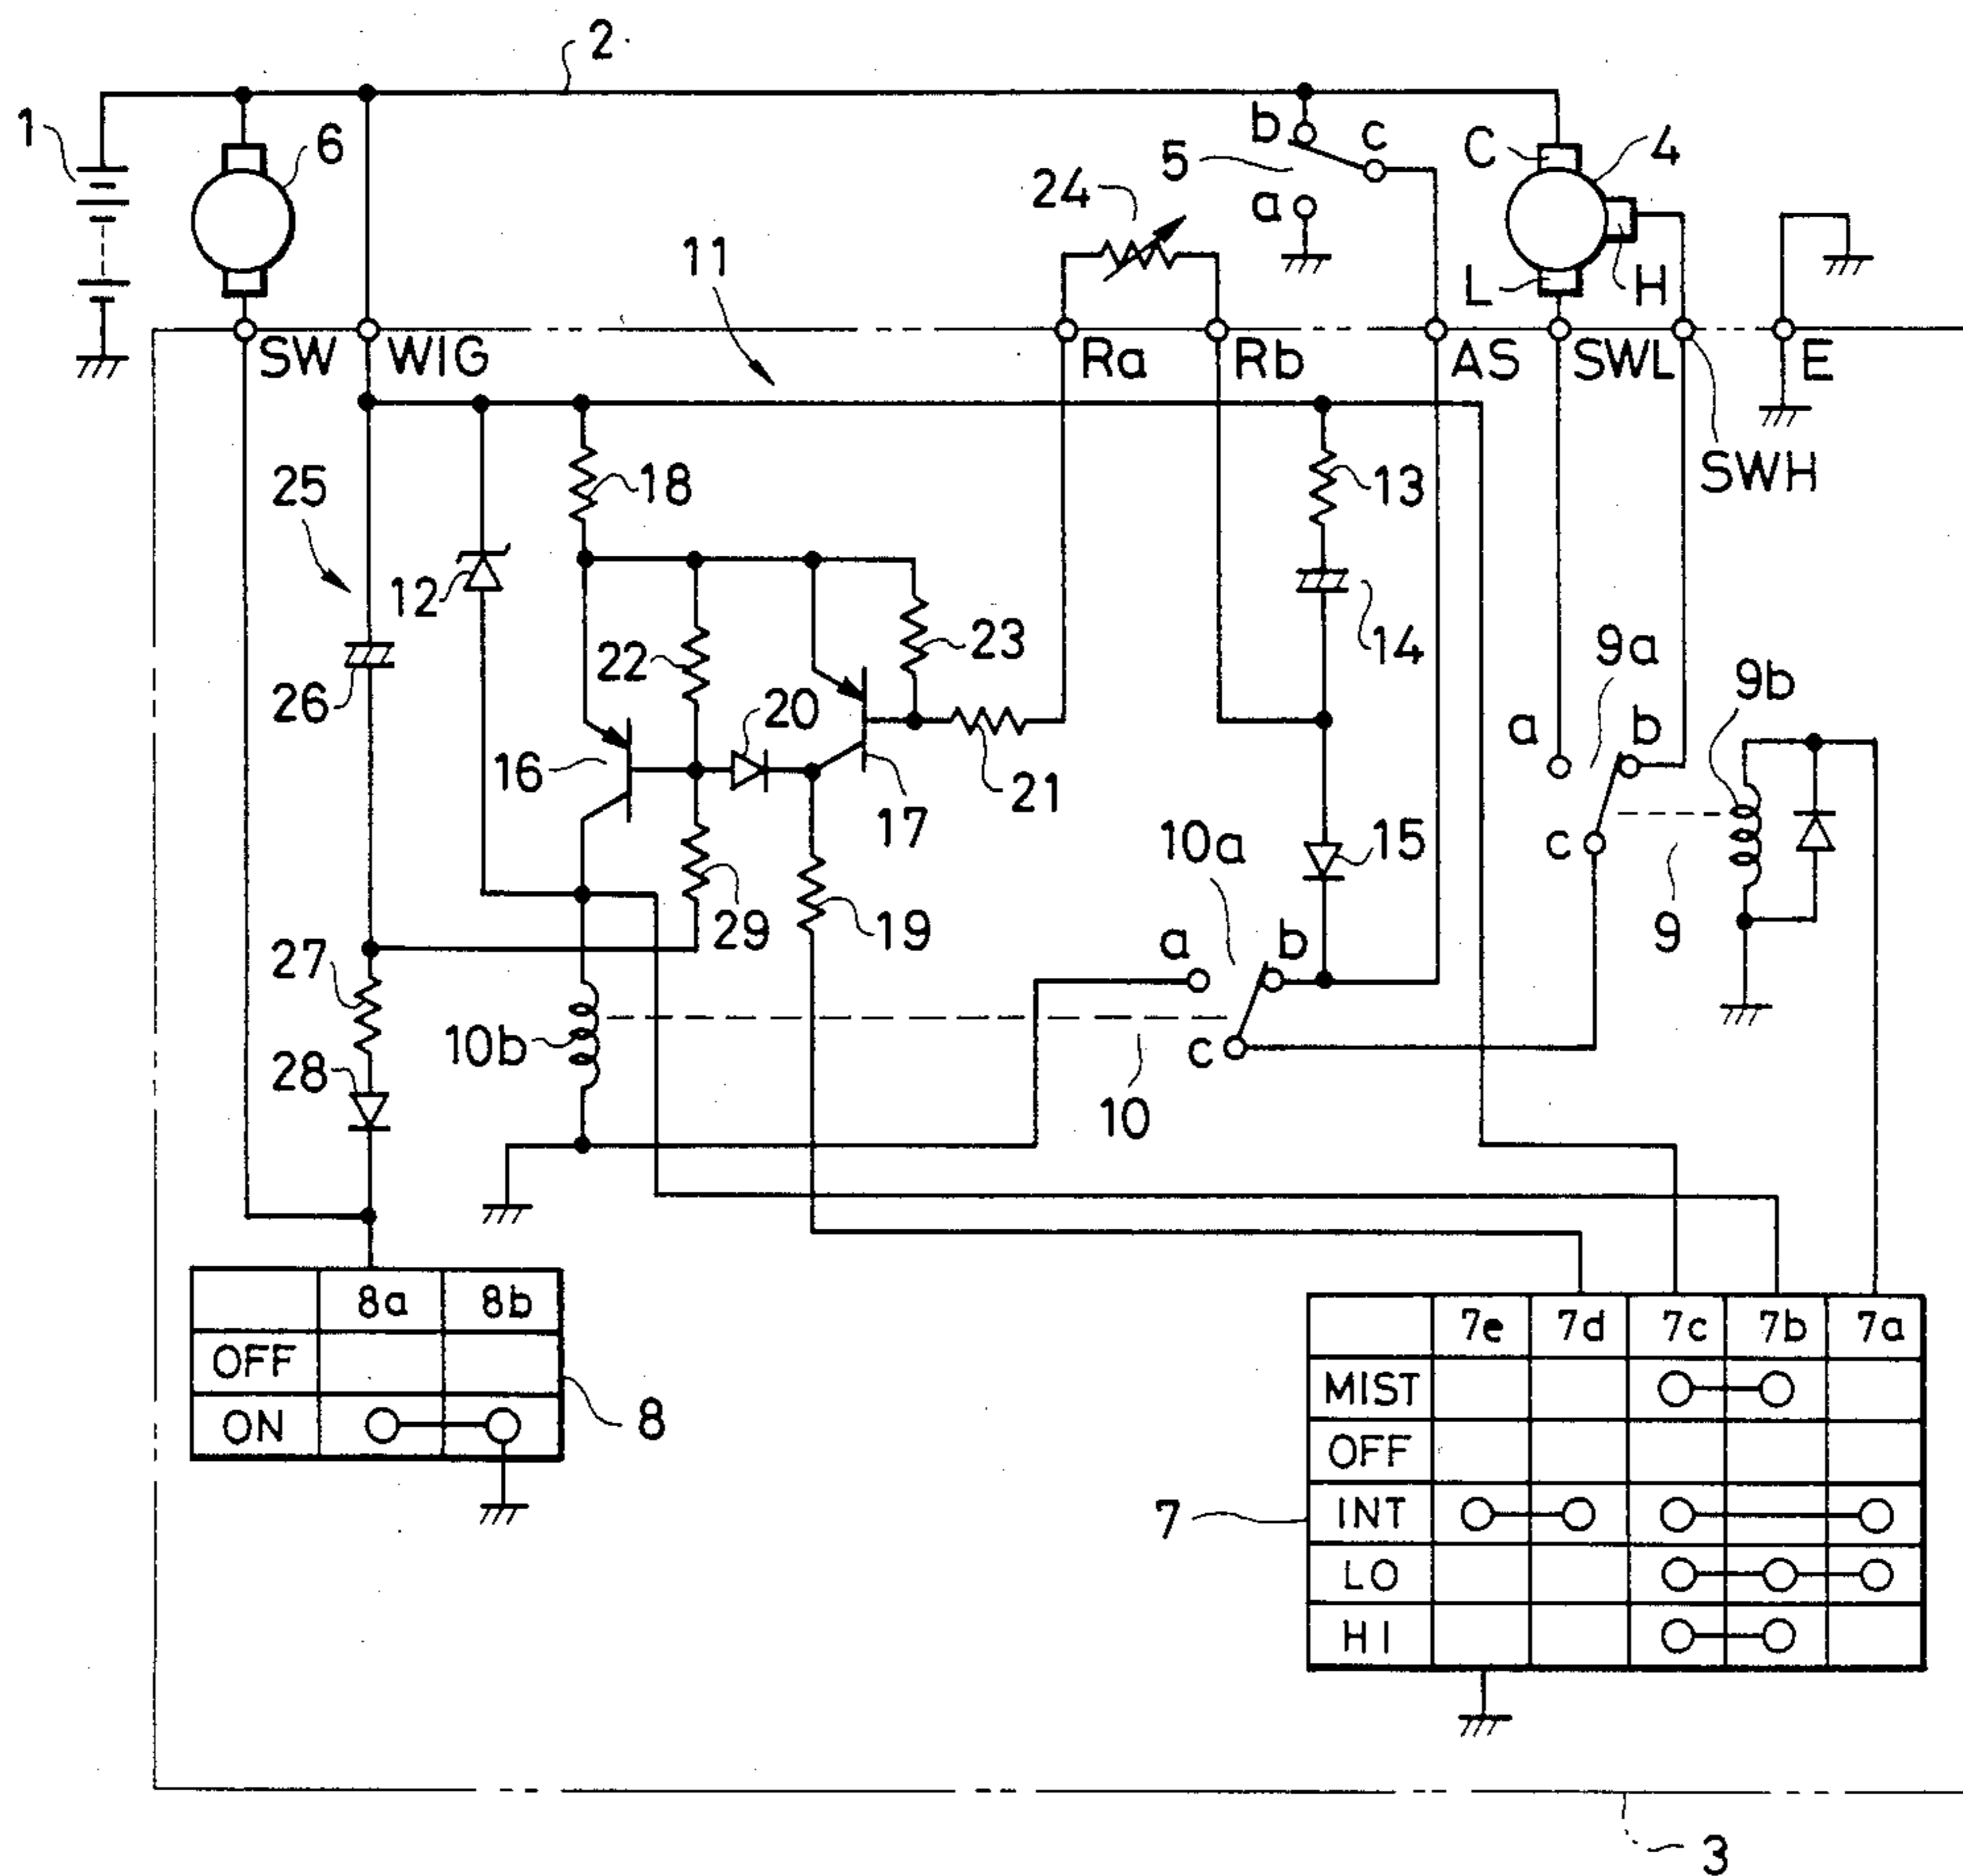 2
1
6
b
c
5
a
24
C
4
L
H
11
SW
WIG
Ra
Rb
AS
SWL
E
SWH
25
18
13
12
22
23
14
26
20
9a
9b
a
b
16
21
17
15
10a
c
9
29
19
a
b
27
10b
c
28
10
8a 8b
OFF
ON
8
7e 7d 7c 7b 7a
MIST
OFF
7
INT
LO
HI
3